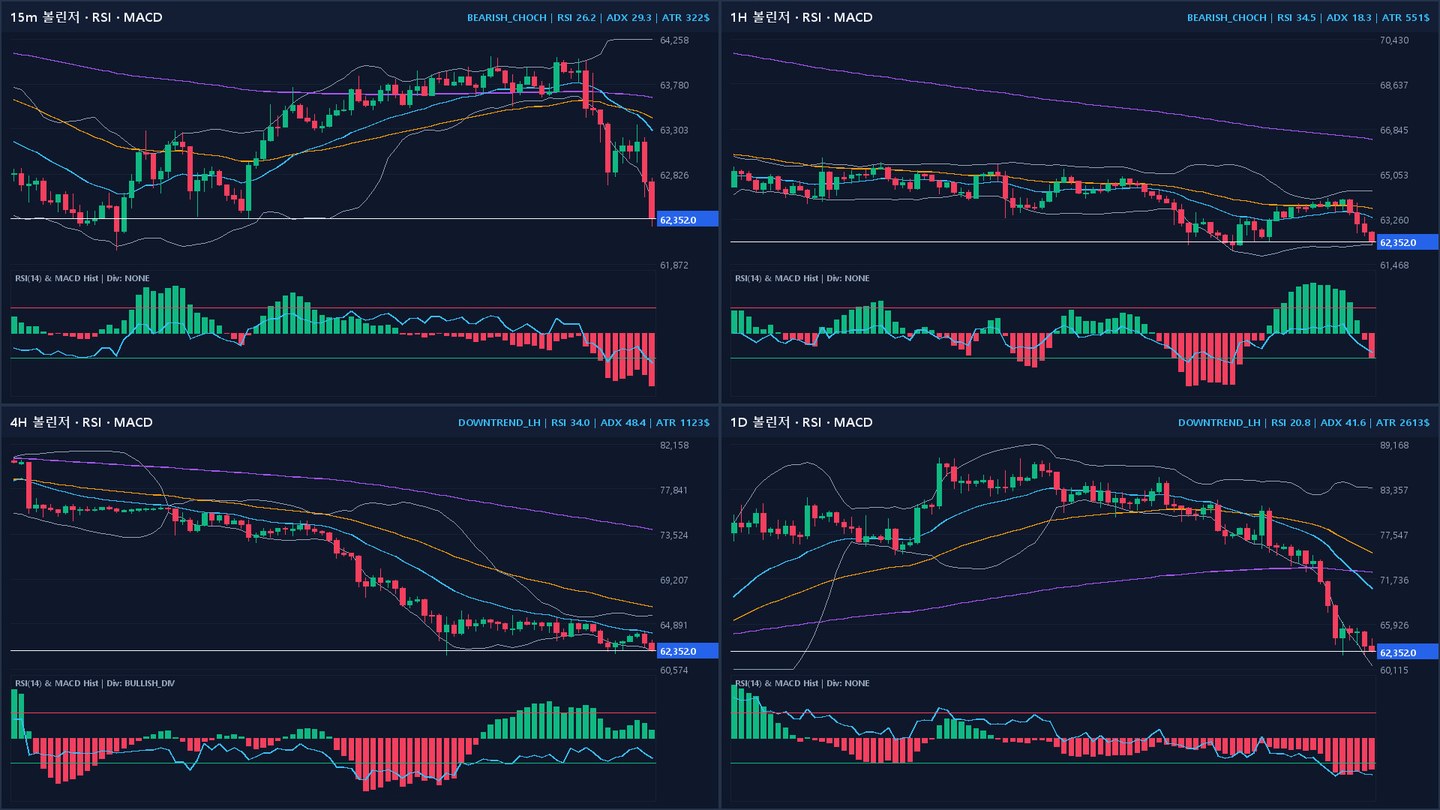 15m 볼린저 · RSI · MACD
BEARISH_CHOCH | RSI 26.2 | ADX 29.3 | ATR 322$
64,258
63,780
63,303
62,826
62,352.0
61,872
RSI(14) & MACD Hist | Div: NONE
1H 볼린저 · RSI · MACD
BEARISH_CHOCH | RSI 34.5 | ADX 18.3 | ATR 551$
70,430
68,637
66,845
65,053
63,260
62,352.0
61,468
RSI(14) & MACD Hist | Div: NONE
4H 볼린저 · RSI · MACD
DOWNTREND_LH | RSI 34.0 | ADX 48.4 | ATR 1123$
82,158
77,841
73,524
69,207
64,891
62,352.0
60,574
RSI(14) & MACD Hist | Div: BULLISH_DIV
1D 볼린저 · RSI · MACD
DOWNTREND_LH | RSI 20.8 | ADX 41.6 | ATR 2613$
89,168
83,357
77,547
71,736
65,926
62,352.0
60,115
RSI(14) & MACD Hist | Div: NONE